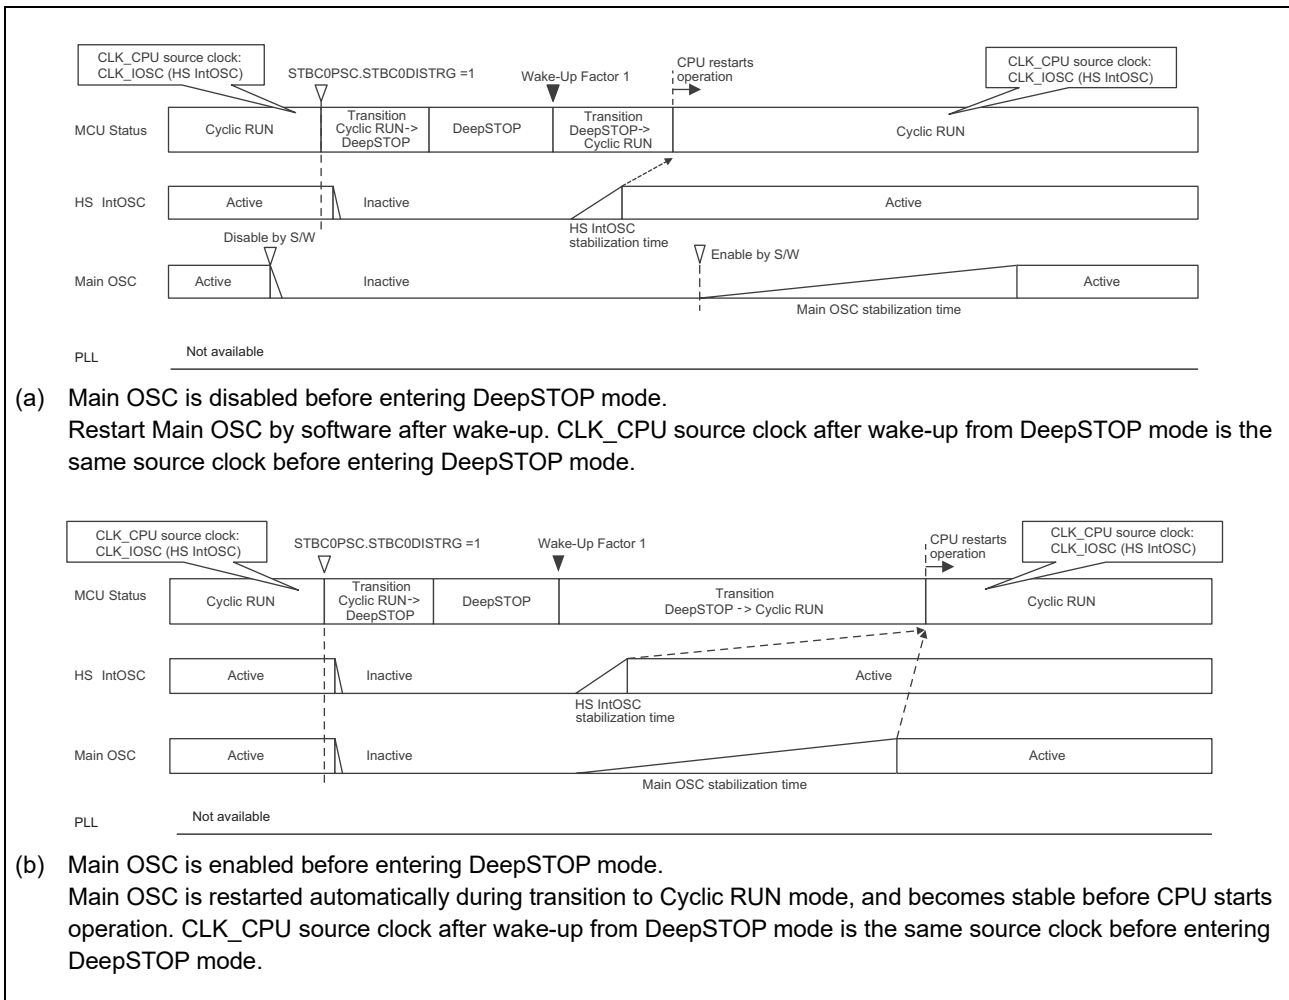 CLK_CPU source clock:
CLK_IOSC (HS IntOSC)
STBC0PSC.STBC0DISTRG =1
Wake-Up Factor 1
CPU restarts
operation
CLK_CPU source clock:
CLK_IOSC (HS IntOSC)
MCU Status
Cyclic RUN
Transition
Cyclic RUN->
DeepSTOP
DeepSTOP
Transition
DeepSTOP->
Cyclic RUN
Cyclic RUN
HS IntOSC
Active
Inactive
HS IntOSC
stabilization time
Active
Disable by S/W
Enable by S/W
Main OSC
Active
Inactive
Main OSC stabilization time
Active
PLL
Not available
(a) Main OSC is disabled before entering DeepSTOP mode.
Restart Main OSC by software after wake-up. CLK_CPU source clock after wake-up from DeepSTOP mode is the
same source clock before entering DeepSTOP mode.
CLK_CPU source clock:
CLK_IOSC (HS IntOSC)
STBC0PSC.STBC0DISTRG =1
Wake-Up Factor 1
CPU restarts
operation
CLK_CPU source clock:
CLK_IOSC (HS IntOSC)
MCU Status
Cyclic RUN
Transition
Cyclic RUN->
DeepSTOP
DeepSTOP
Transition
DeepSTOP -> Cyclic RUN
Cyclic RUN
HS IntOSC
Active
Inactive
HS IntOSC
stabilization time
Active
Main OSC
Active
Inactive
Main OSC stabilization time
Active
PLL
Not available
(b) Main OSC is enabled before entering DeepSTOP mode.
Main OSC is restarted automatically during transition to Cyclic RUN mode, and becomes stable before CPU starts
operation. CLK_CPU source clock after wake-up from DeepSTOP mode is the same source clock before entering
DeepSTOP mode.